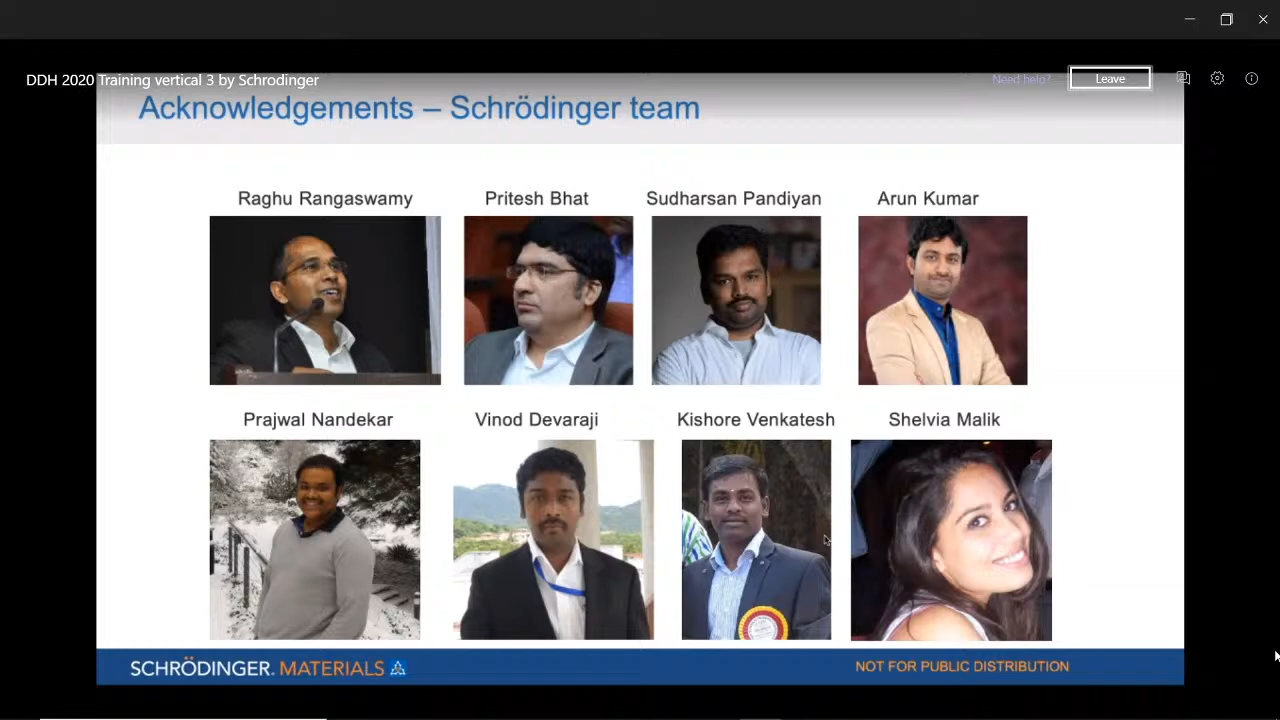 DDH 2020 Training vertical 3 by Schrodinger
Need help?
Leave
Acknowledgements – Schrödinger team
Raghu Rangaswamy
Pritesh Bhat
Sudharsan Pandiyan
Arun Kumar
Prajwal Nandekar
Vinod Devaraji
Kishore Venkatesh
Shelvia Malik
SCHRÖDINGER. MATERIALS
NOT FOR PUBLIC DISTRIBUTION